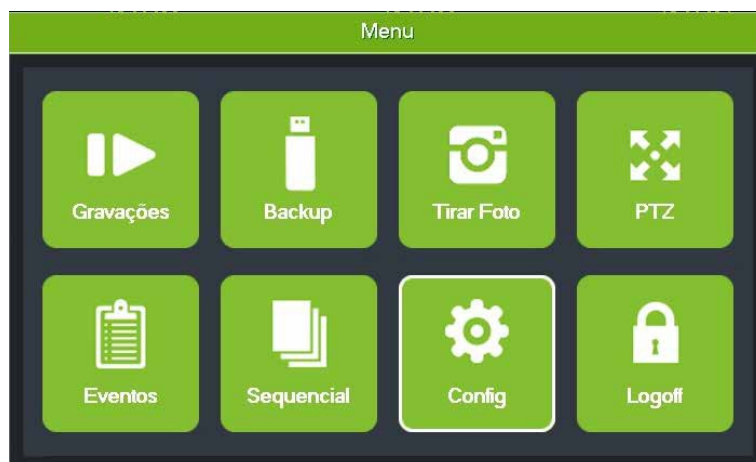 Menu
Gravações
Backup
Tirar Foto
PTZ
Eventos
Sequencial
Config
Logoff